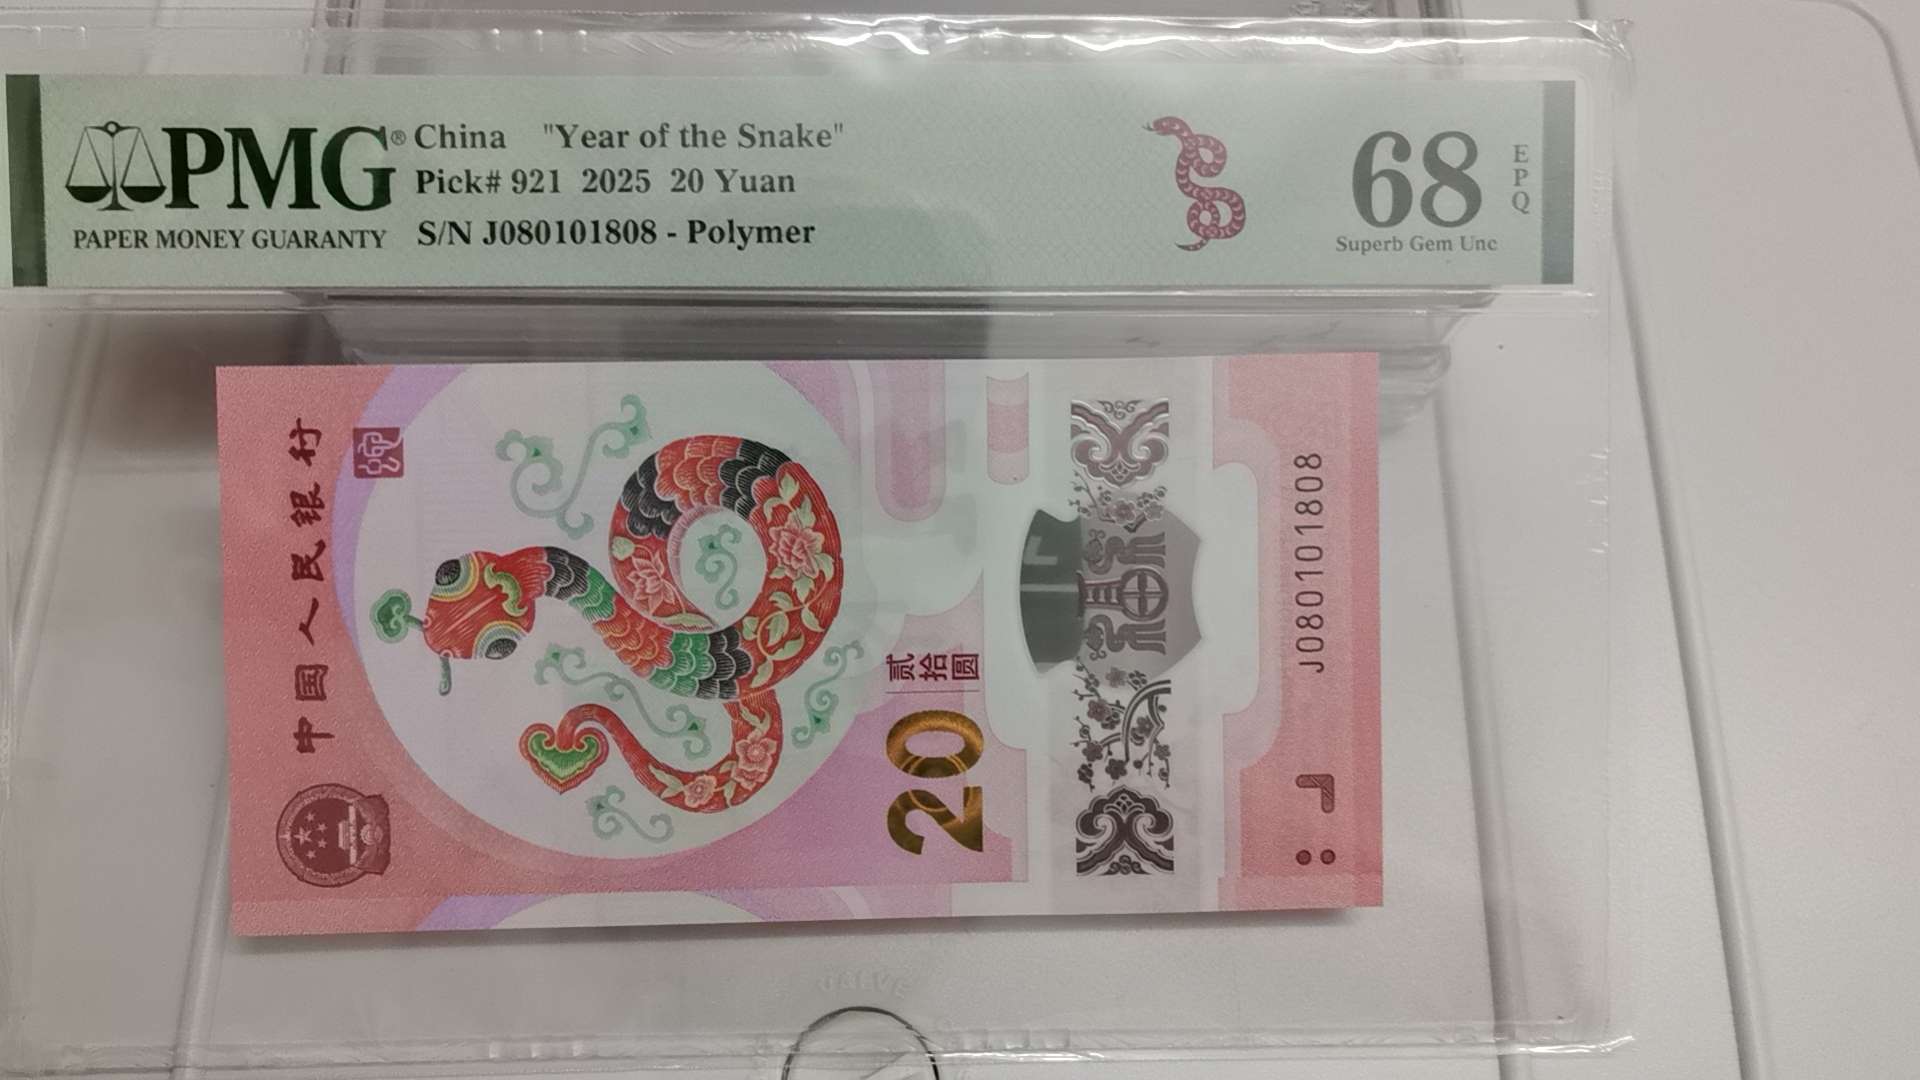 PMG® China "Year of the Snake"
Pick# 921 2025 20 Yuan
PAPER MONEY GUARANTY S/N J080101808 - Polymer
68
EPQ
Superb Gem Unc
中国人民银行
贰拾圆
20
J080101808